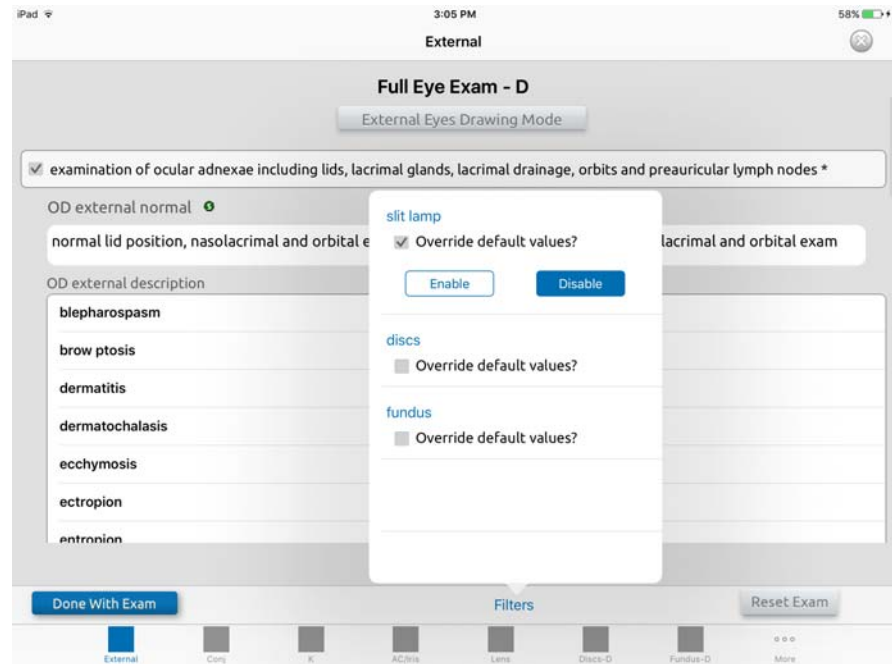 iPad 3:05 PM 58%
External
Full Eye Exam - D
External Eyes Drawing Mode
examination of ocular adnexae including lids, lacrimal glands, lacrimal drainage, orbits and preauricular lymph nodes *
OD external normal
normal lid position, nasolacrimal and orbital e
lacrimal and orbital exam
OD external description
blepharospasm
brow ptosis
dermatitis
dermatochalasis
ecchymosis
ectropion
entropion
slit lamp
Override default values?
Enable Disable
discs
Override default values?
fundus
Override default values?
Done With Exam Filters Reset Exam
External Conj K AC/Iris Lens Discs-D Fundus-D More